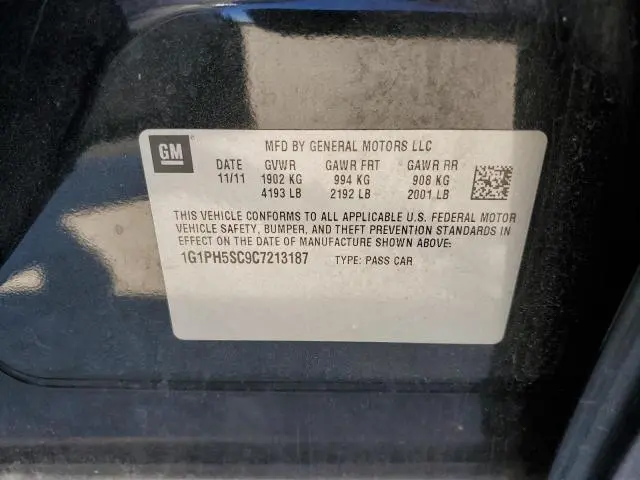 GM
MFD BY GENERAL MOTORS LLC
DATE GVWR GAWR FRT GAWR RR
11/11 1902 KG 994 KG 908 KG
4193 LB 2192 LB 2001 LB
THIS VEHICLE CONFORMS TO ALL APPLICABLE U.S. FEDERAL MOTOR
VEHICLE SAFETY, BUMPER, AND THEFT PREVENTION STANDARDS IN
EFFECT ON THE DATE OF MANUFACTURE SHOWN ABOVE:
1G1PH5SC9C7213187 TYPE: PASS CAR